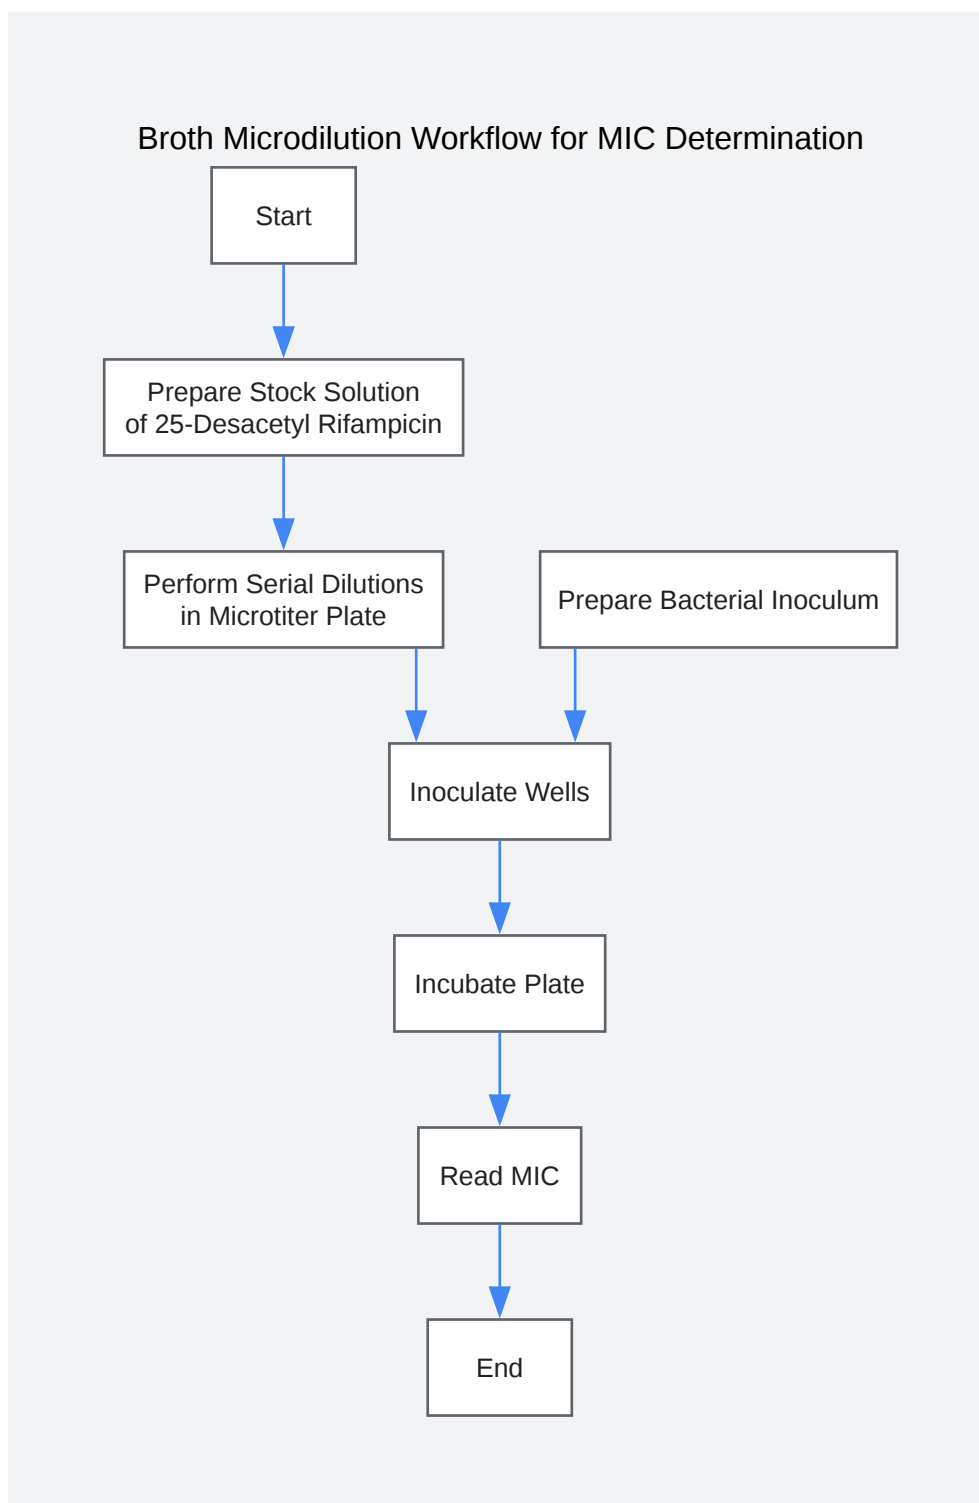 Broth Microdilution Workflow for MIC Determination
Start
Prepare Stock Solution
of 25-Desacetyl Rifampicin
Perform Serial Dilutions
in Microtiter Plate
Prepare Bacterial Inoculum
Inoculate Wells
Incubate Plate
Read MIC
End